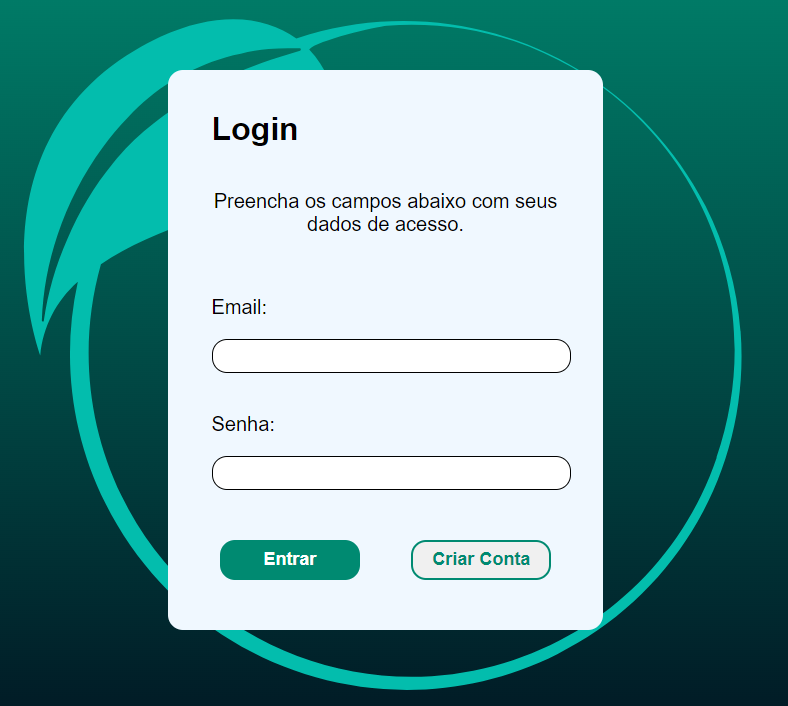 Login
Preencha os campos abaixo com seus
dados de acesso.
Email:
Senha:
Entrar
Criar Conta